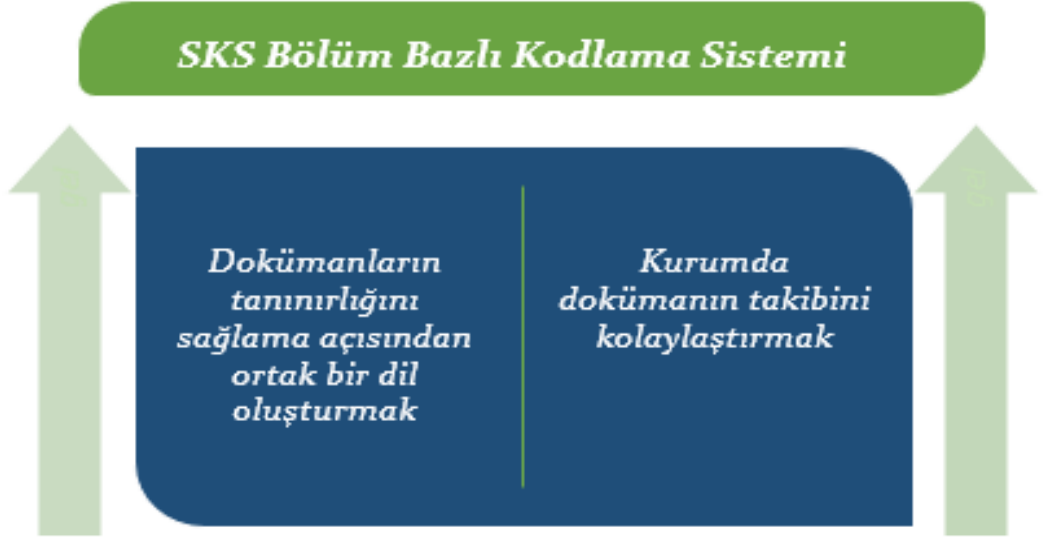 SKS Bölüm Bazlı Kodlama Sistemi
Dokümanların
tanınırlığını
sağlama açısından
ortak bir dil
oluşturmak
Kurumda
dokümanın takibini
kolaylaştırmak